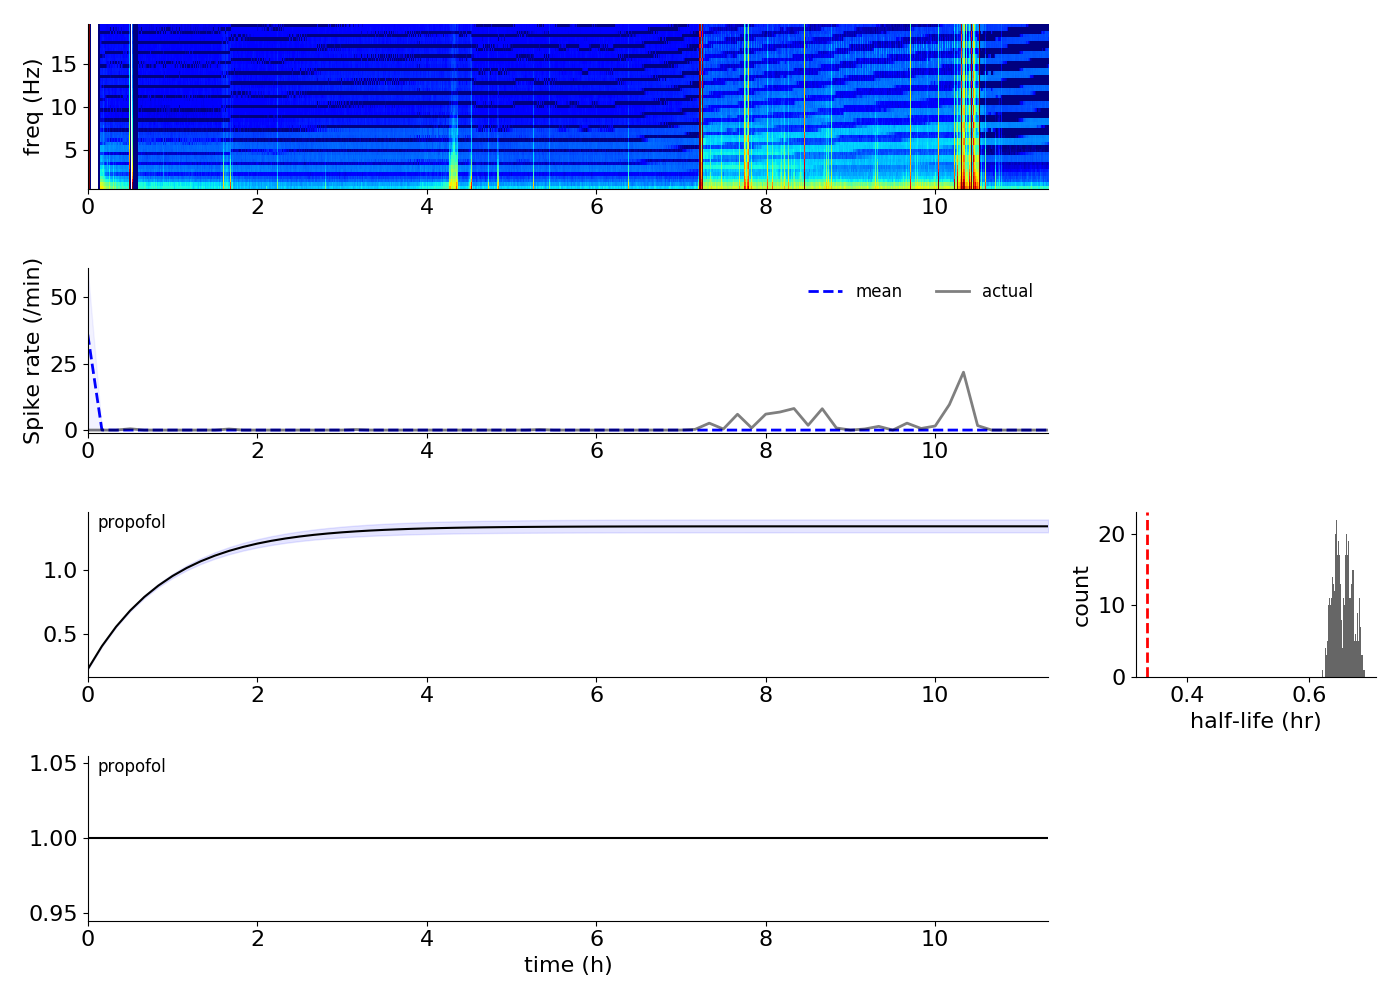 freq (Hz)
15
10
5
0 2 4 6 8 10
Spike rate (/min)
50
25
0
mean actual
0 2 4 6 8 10
propofol
1.0
0.5
0 2 4 6 8 10
count
20
10
0
0.4 0.6
half-life (hr)
propofol
1.05
1.00
0.95
0 2 4 6 8 10
time (h)